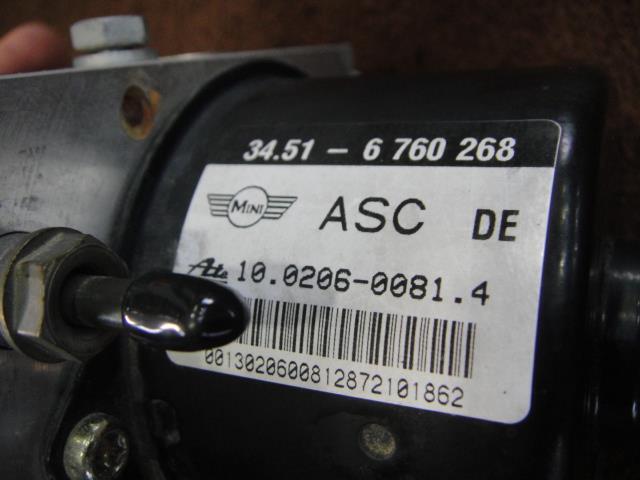 34.51 - 6 760 268
MINI ASC DE
Ate 10.0206-0081.4
0013020600812872101862